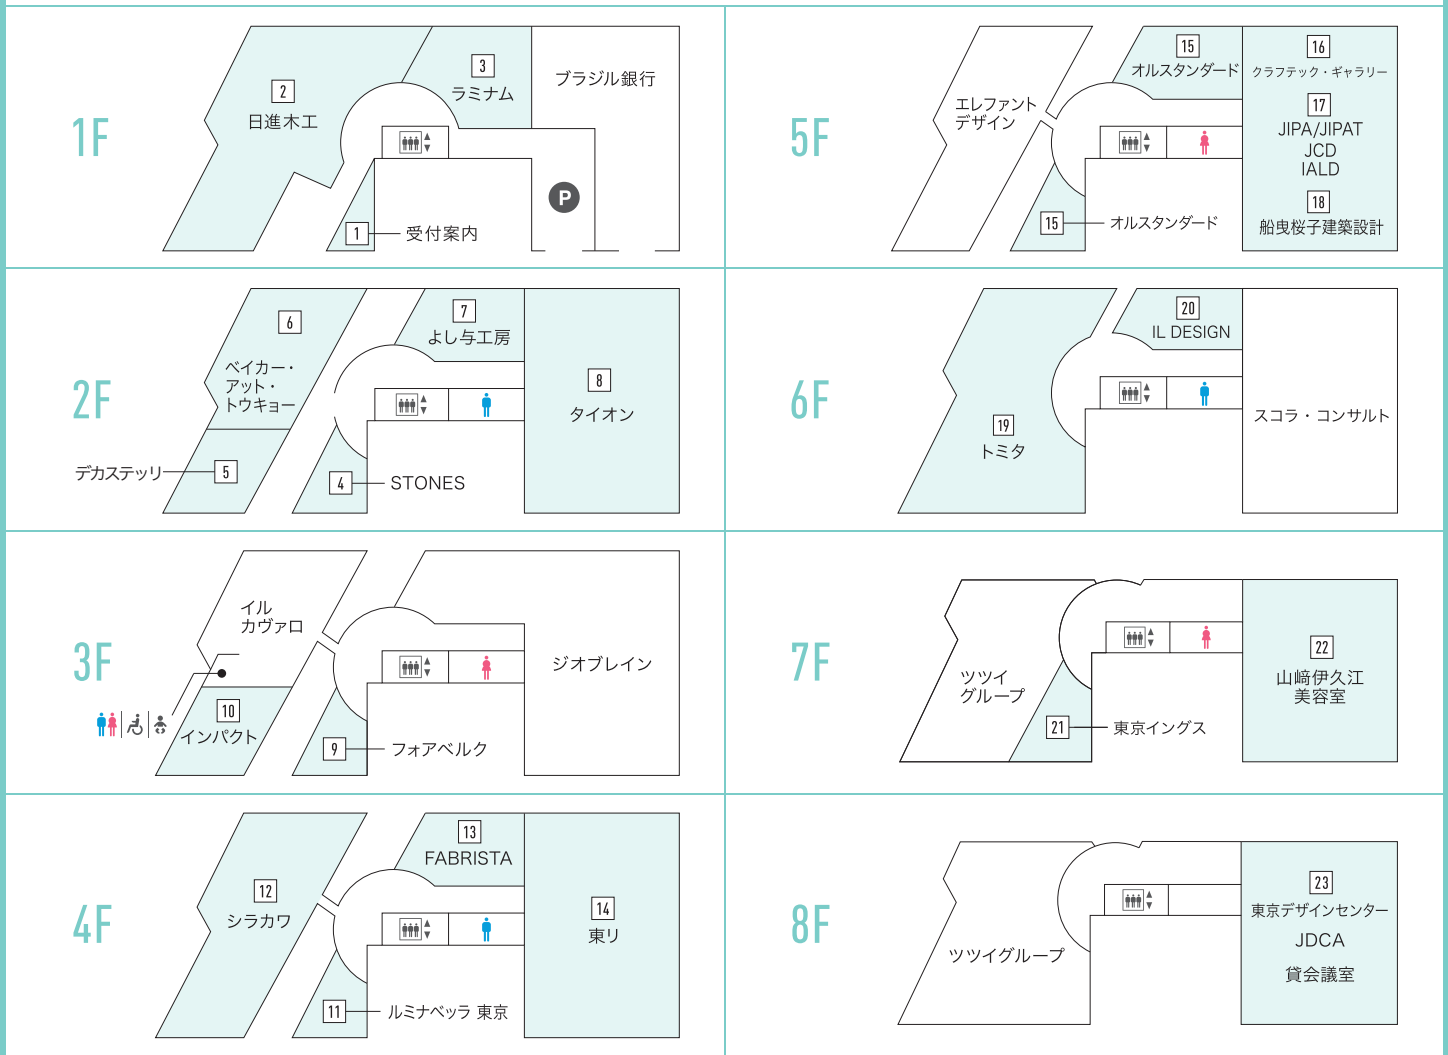 1F
2
日進木工
3
ラミナム
ブラジル銀行
P
1
受付案内
2F
6
ベイカー・
アット・
トウキョー
7
よし与工房
8
タイオン
デカステッリ
5
4
STONES
3F
イル
カヴァロ
ジオブレイン
10
インパクト
9
フォアベルク
4F
13
FABRISTA
12
シラカワ
14
東リ
11
ルミナベッラ 東京
5F
エレファント
デザイン
15
オルスタンダード
16
クラフテック・ギャラリー
17
JIPA/JIPAT
JCD
IALD
18
船曳桜子建築設計
15
オルスタンダード
6F
20
IL DESIGN
19
トミタ
スコラ・コンサルト
7F
ツツイ
グループ
22
山﨑伊久江
美容室
21
東京イングス
8F
ツツイグループ
23
東京デザインセンター
JDCA
貸会議室